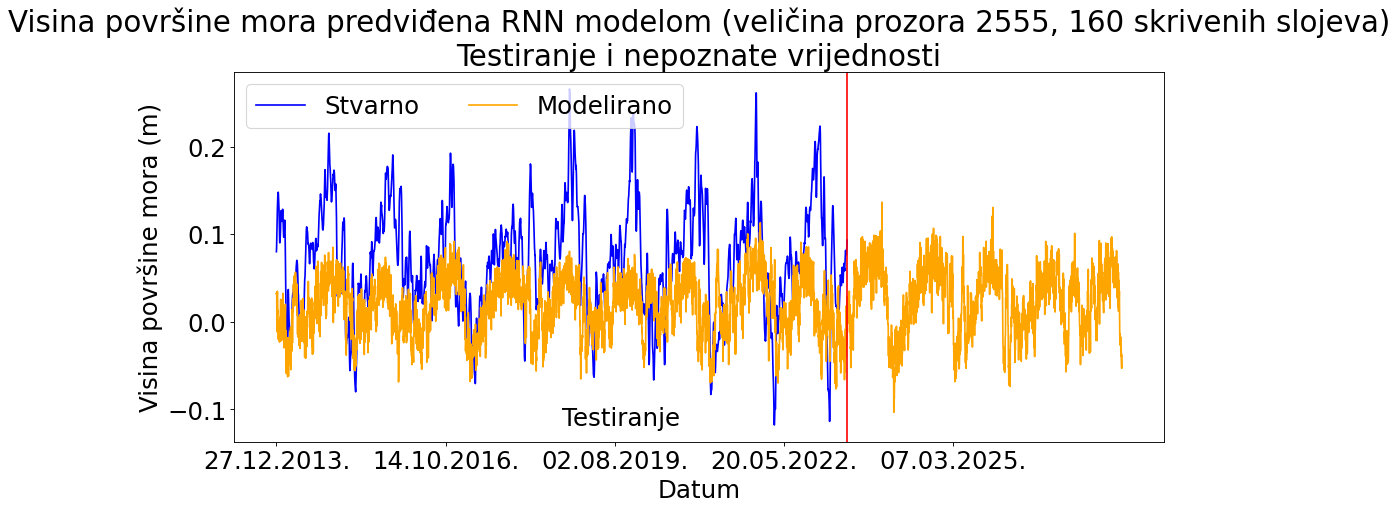 Visina površine mora predviđena RNN modelom (veličina prozora 2555, 160 skrivenih slojeva)
Testiranje i nepoznate vrijednosti
Stvarno
Modelirano
Visina površine mora (m)
0.2
0.1
0.0
−0.1
Testiranje
27.12.2013.
14.10.2016.
02.08.2019.
20.05.2022.
07.03.2025.
Datum